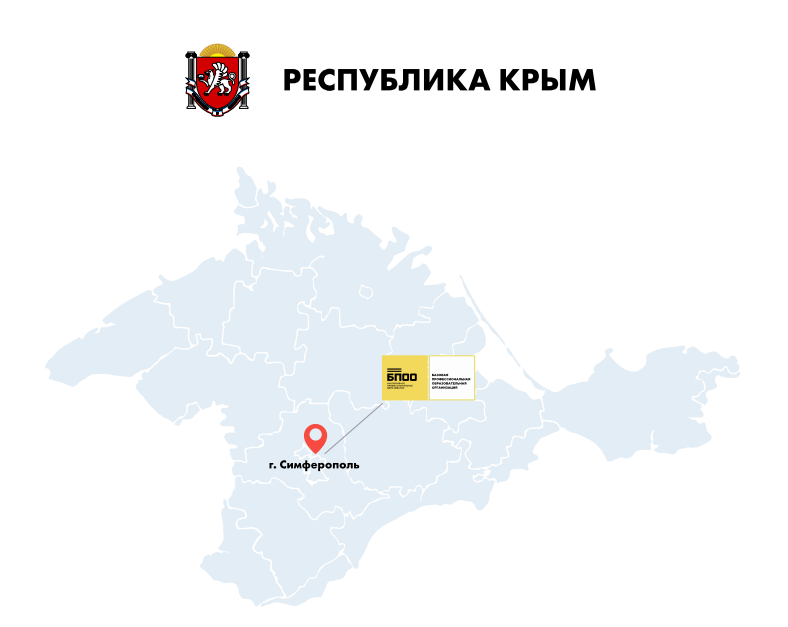 РЕСПУБЛИКА КРЫМ
БПОО
БАЗОВАЯ
ПРОФЕССИОНАЛЬНАЯ
ОБРАЗОВАТЕЛЬНАЯ
ОРГАНИЗАЦИЯ
г. Симферополь